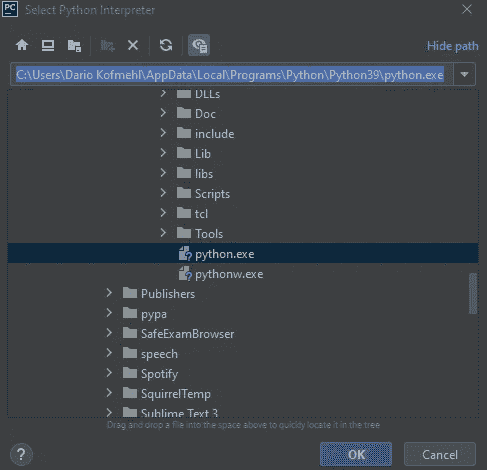 PC Select Python Interpreter
Hide path
C:\Users\Dario Kofmehl\AppData\Local\Programs\Python\Python39\python.exe
DLLs
Doc
include
Lib
libs
Scripts
tcl
Tools
python.exe
pythonw.exe
Publishers
pypa
SafeExamBrowser
speech
Spotify
SquirrelTemp
Sublime Text 3
Drag and drop a file into the space above to quickly locate it in the tree
? OK Cancel